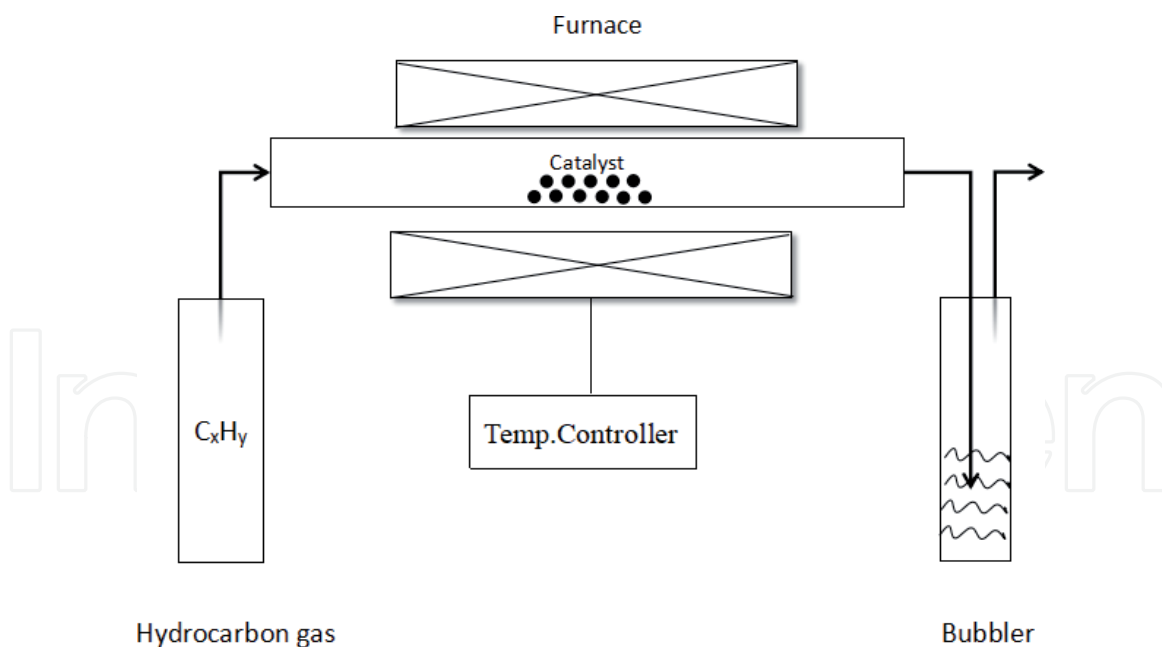 Furnace
Catalyst
CxHy
Temp.Controller
Hydrocarbon gas
Bubbler